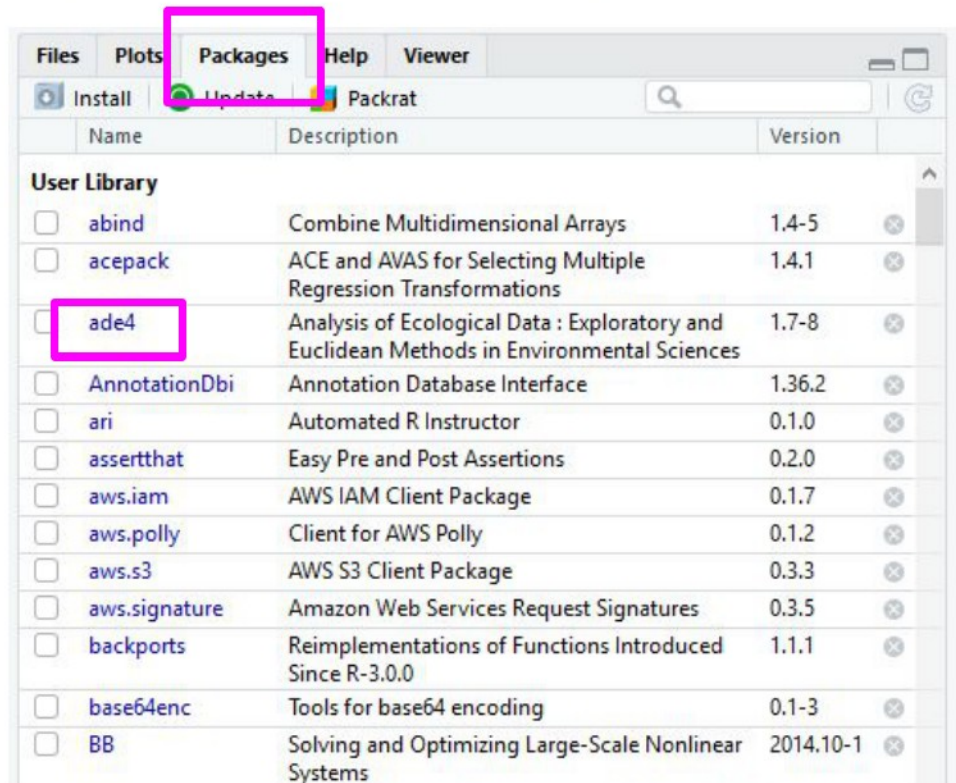 Files Plots Packages Help Viewer
Install Update Packrat
Name Description Version
User Library
abind Combine Multidimensional Arrays 1.4-5
acepack ACE and AVAS for Selecting Multiple 1.4.1
Regression Transformations
ade4 Analysis of Ecological Data : Exploratory and 1.7-8
Euclidean Methods in Environmental Sciences
AnnotationDbi Annotation Database Interface 1.36.2
ari Automated R Instructor 0.1.0
assertthat Easy Pre and Post Assertions 0.2.0
aws.iam AWS IAM Client Package 0.1.7
aws.polly Client for AWS Polly 0.1.2
aws.s3 AWS S3 Client Package 0.3.3
aws.signature Amazon Web Services Request Signatures 0.3.5
backports Reimplementations of Functions Introduced 1.1.1
Since R-3.0.0
base64enc Tools for base64 encoding 0.1-3
BB Solving and Optimizing Large-Scale Nonlinear 2014.10-1
Systems